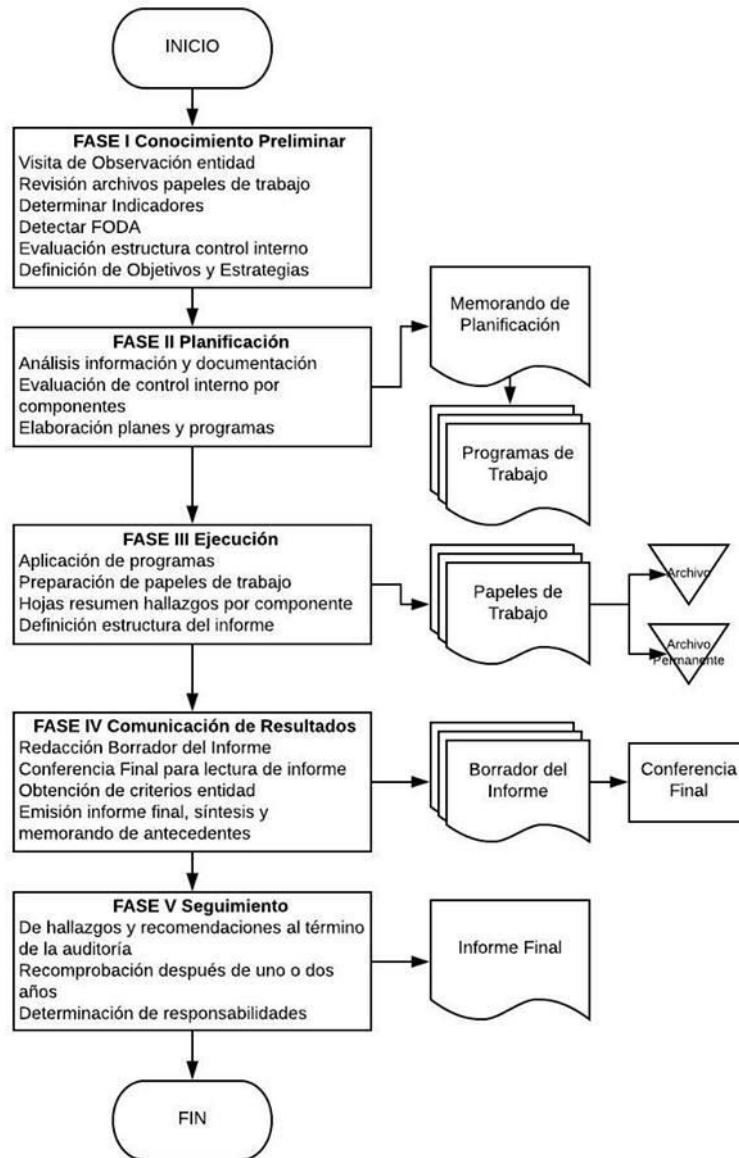 INICIO
FASE I Conocimiento Preliminar
Visita de Observación entidad
Revisión archivos papeles de trabajo
Determinar Indicadores
Detectar FODA
Evaluación estructura control interno
Definición de Objetivos y Estrategias
FASE II Planificación
Análisis información y documentación
Evaluación de control interno por
componentes
Elaboración planes y programas
Memorando de
Planificación
Programas de
Trabajo
FASE III Ejecución
Aplicación de programas
Preparación de papeles de trabajo
Hojas resumen hallazgos por componente
Definición estructura del informe
Papeles de
Trabajo
Archivo
Archivo
Permanente
FASE IV Comunicación de Resultados
Redacción Borrador del Informe
Conferencia Final para lectura de informe
Obtención de criterios entidad
Emisión informe final, síntesis y
memorando de antecedentes
Borrador del
Informe
Conferencia
Final
FASE V Seguimiento
De hallazgos y recomendaciones al término
de la auditoría
Recomprobación después de uno o dos
años
Determinación de responsabilidades
Informe Final
FIN